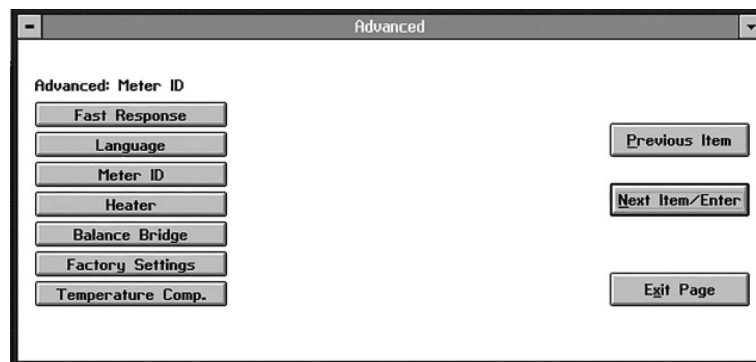 Advanced
Advanced: Meter ID
Fast Response
Language
Meter ID
Heater
Balance Bridge
Factory Settings
Temperature Comp.
Previous Item
Next Item/Enter
Exit Page